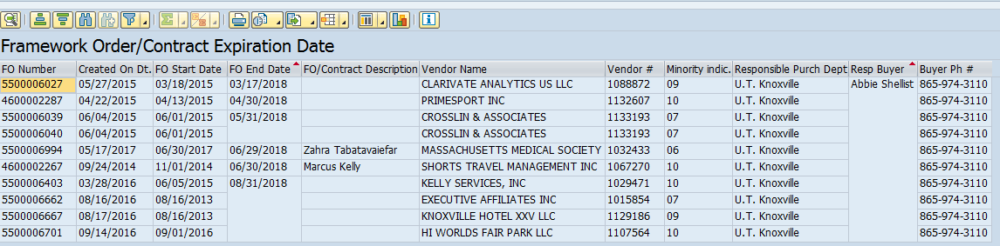 Framework Order/Contract Expiration Date
FO Number Created On Dt. FO Start Date FO End Date FO/Contract Description Vendor Name Vendor # Minority indic. Responsible Purch Dept Resp Buyer Buyer Ph #
5500006027 05/27/2015 03/18/2015 03/17/2018 CLARIVATE ANALYTICS US LLC 1088872 09 U.T. Knoxville Abbie Shellist 865-974-3110
4600002287 04/22/2015 04/13/2015 04/30/2018 PRIMESPORT INC 1132607 10 U.T. Knoxville 865-974-3110
5500006039 06/04/2015 06/01/2015 05/31/2018 CROSSLIN & ASSOCIATES 1133193 07 U.T. Knoxville 865-974-3110
5500006040 06/04/2015 06/01/2015 CROSSLIN & ASSOCIATES 1133193 07 U.T. Knoxville 865-974-3110
5500006994 05/17/2017 06/30/2017 06/29/2018 Zahra Tabatavaiefar MASSACHUSETTS MEDICAL SOCIETY 1032433 06 U.T. Knoxville 865-974-3110
4600002267 09/24/2014 11/01/2014 06/30/2018 Marcus Kelly SHORTS TRAVEL MANAGEMENT INC 1067270 10 U.T. Knoxville 865-974-3110
5500006403 03/28/2016 06/05/2015 08/31/2018 KELLY SERVICES, INC 1029471 10 U.T. Knoxville 865-974-3110
5500006662 08/16/2016 08/16/2013 EXECUTIVE AFFILIATES INC 1015854 07 U.T. Knoxville 865-974-3110
5500006667 08/17/2016 08/16/2013 KNOXVILLE HOTEL XXV LLC 1129186 09 U.T. Knoxville 865-974-3110
5500006701 09/14/2016 09/01/2016 HI WORLDS FAIR PARK LLC 1107564 10 U.T. Knoxville 865-974-3110